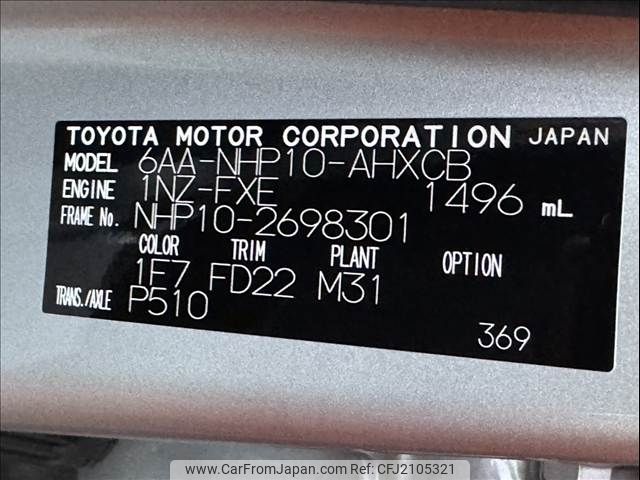 TOYOTA MOTOR CORPORATION JAPAN
MODEL 6AA-NHP10-AHXCB
ENGINE 1NZ-FXE 1496 mL
FRAME No. NHP10-2698301
COLOR TRIM PLANT OPTION
1F7 FD22 M31
TRANS./AXLE P510
369
www.CarFromJapan.com | Ref No: CFJ2105321